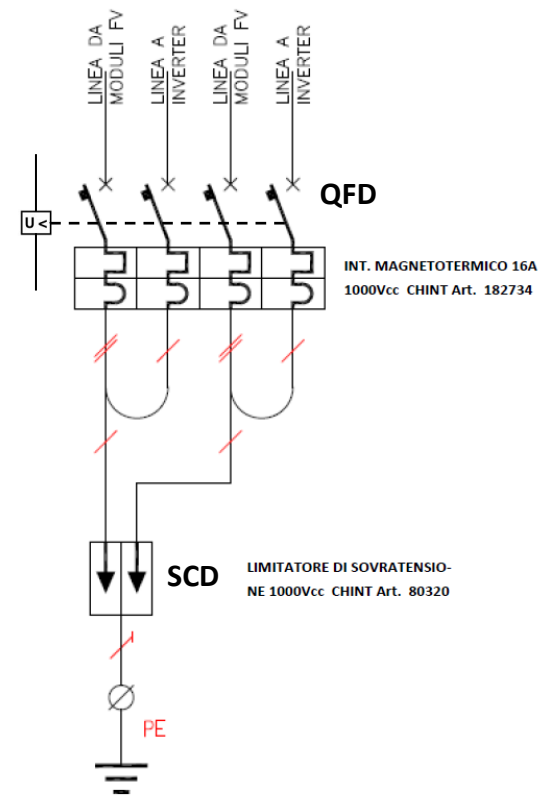 LINEA DA
MODULI FV
LINEA A
INVERTER
LINEA DA
MODULI FV
LINEA A
INVERTER
QFD
U <
INT. MAGNETOTERMICO 16A
1000Vcc CHINT Art. 182734
SCD
LIMITATORE DI SOVRATENSIO-
NE 1000Vcc CHINT Art. 80320
PE